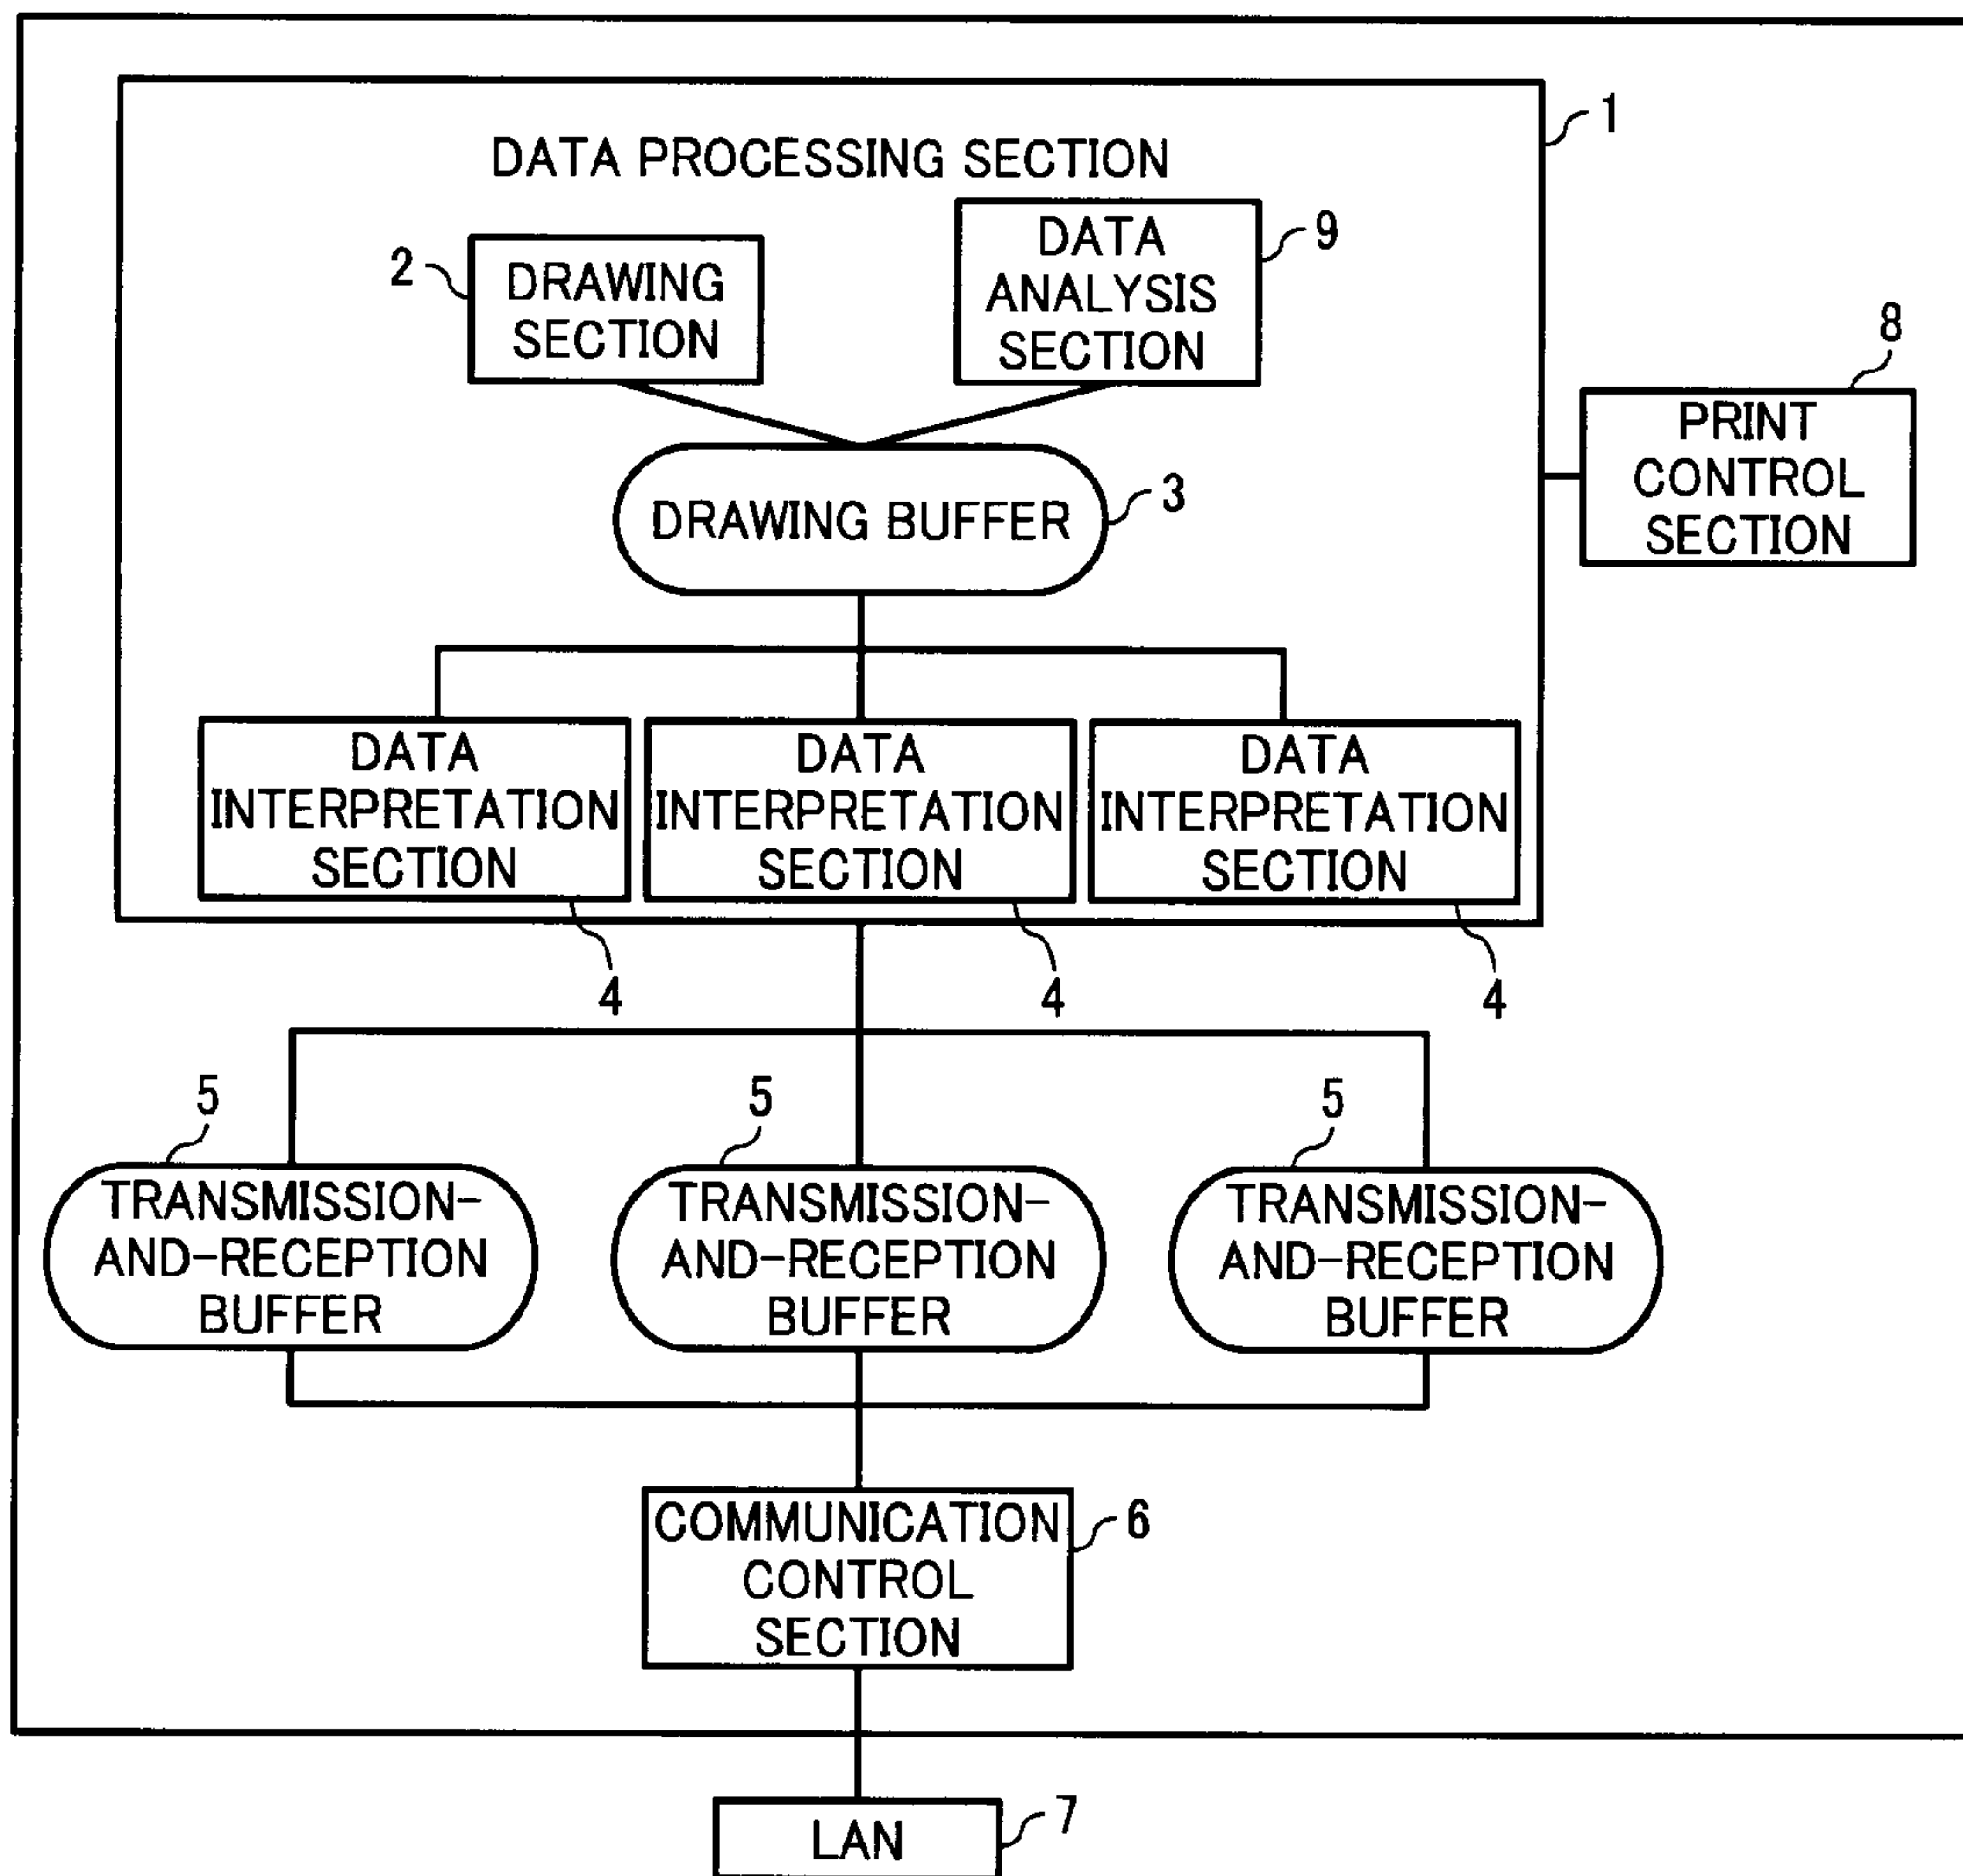 1
DATA PROCESSING SECTION
2
DRAWING
SECTION
DATA
ANALYSIS
SECTION
9
8
PRINT
CONTROL
SECTION
DRAWING BUFFER
3
DATA
INTERPRETATION
SECTION
DATA
INTERPRETATION
SECTION
DATA
INTERPRETATION
SECTION
4
4
4
5
5
5
TRANSMISSION-
AND-RECEPTION
BUFFER
TRANSMISSION-
AND-RECEPTION
BUFFER
TRANSMISSION-
AND-RECEPTION
BUFFER
COMMUNICATION
CONTROL
SECTION
6
LAN
7